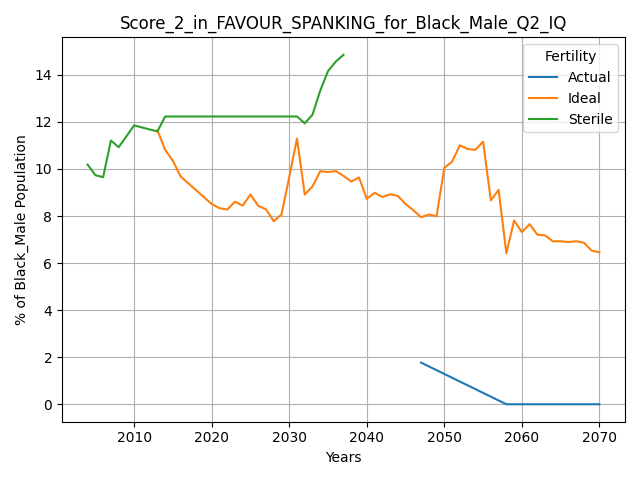 Score_2_in_FAVOUR_SPANKING_for_Black_Male_Q2_IQ
Fertility
Actual
Ideal
Sterile
% of Black_Male Population
14
12
10
8
6
4
2
0
2010 2020 2030 2040 2050 2060 2070
Years